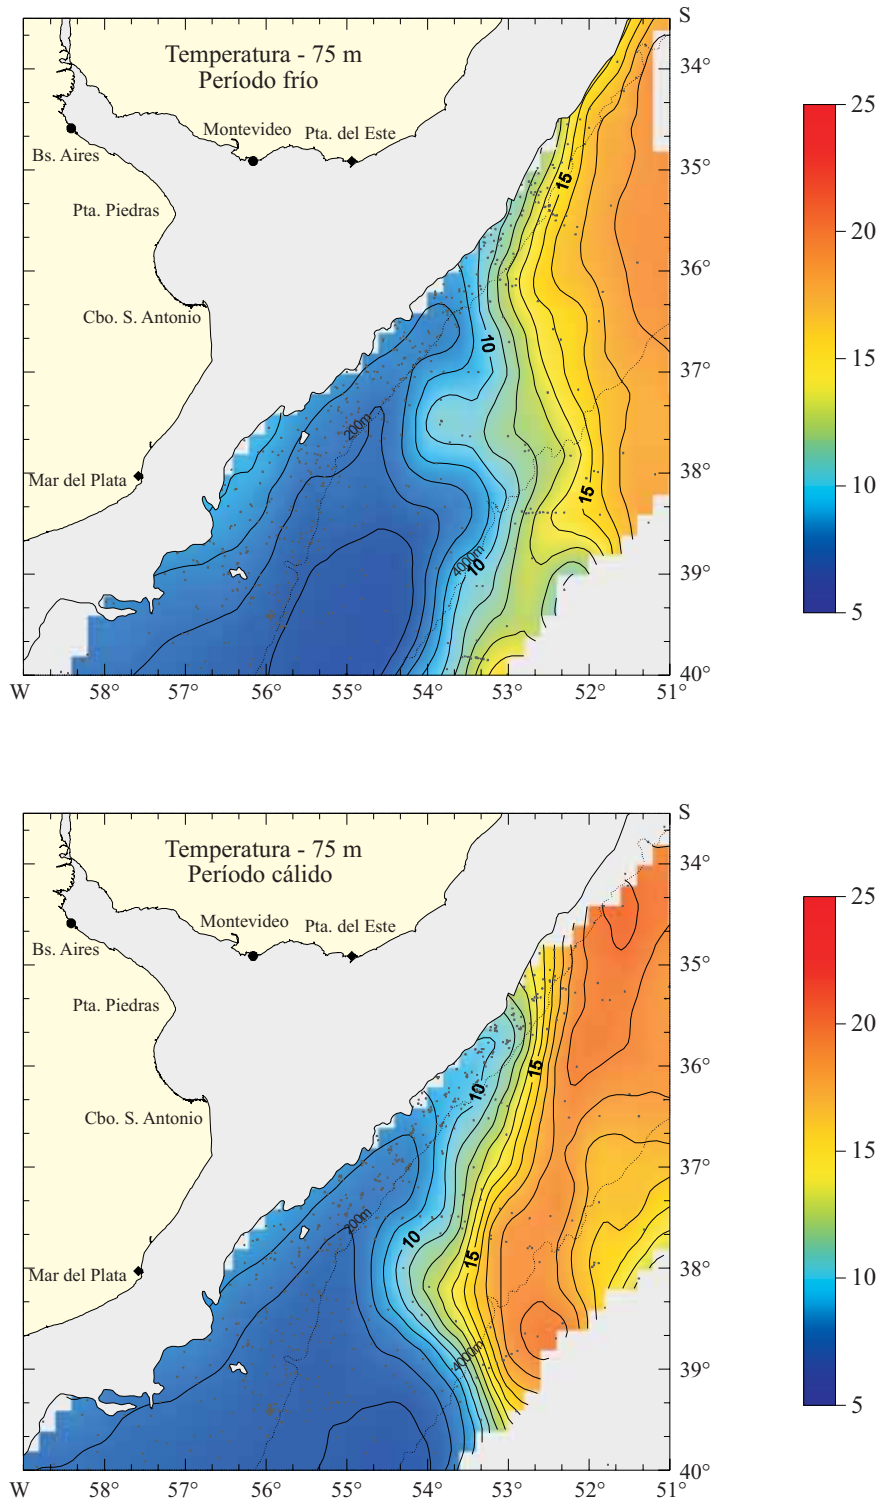 Temperatura - 75 m
Período frío
S
34°
35°
36°
37°
38°
39°
40°
Bs. Aires
Montevideo
Pta. del Este
Pta. Piedras
Cbo. S. Antonio
Mar del Plata
15
10
200m
15
4000m
10
W
58°
57°
56°
55°
54°
53°
52°
51°
25
20
15
10
5
Temperatura - 75 m
Período cálido
S
34°
35°
36°
37°
38°
39°
40°
Bs. Aires
Montevideo
Pta. del Este
Pta. Piedras
Cbo. S. Antonio
Mar del Plata
15
10
200m
10
15
4000m
W
58°
57°
56°
55°
54°
53°
52°
51°
25
20
15
10
5